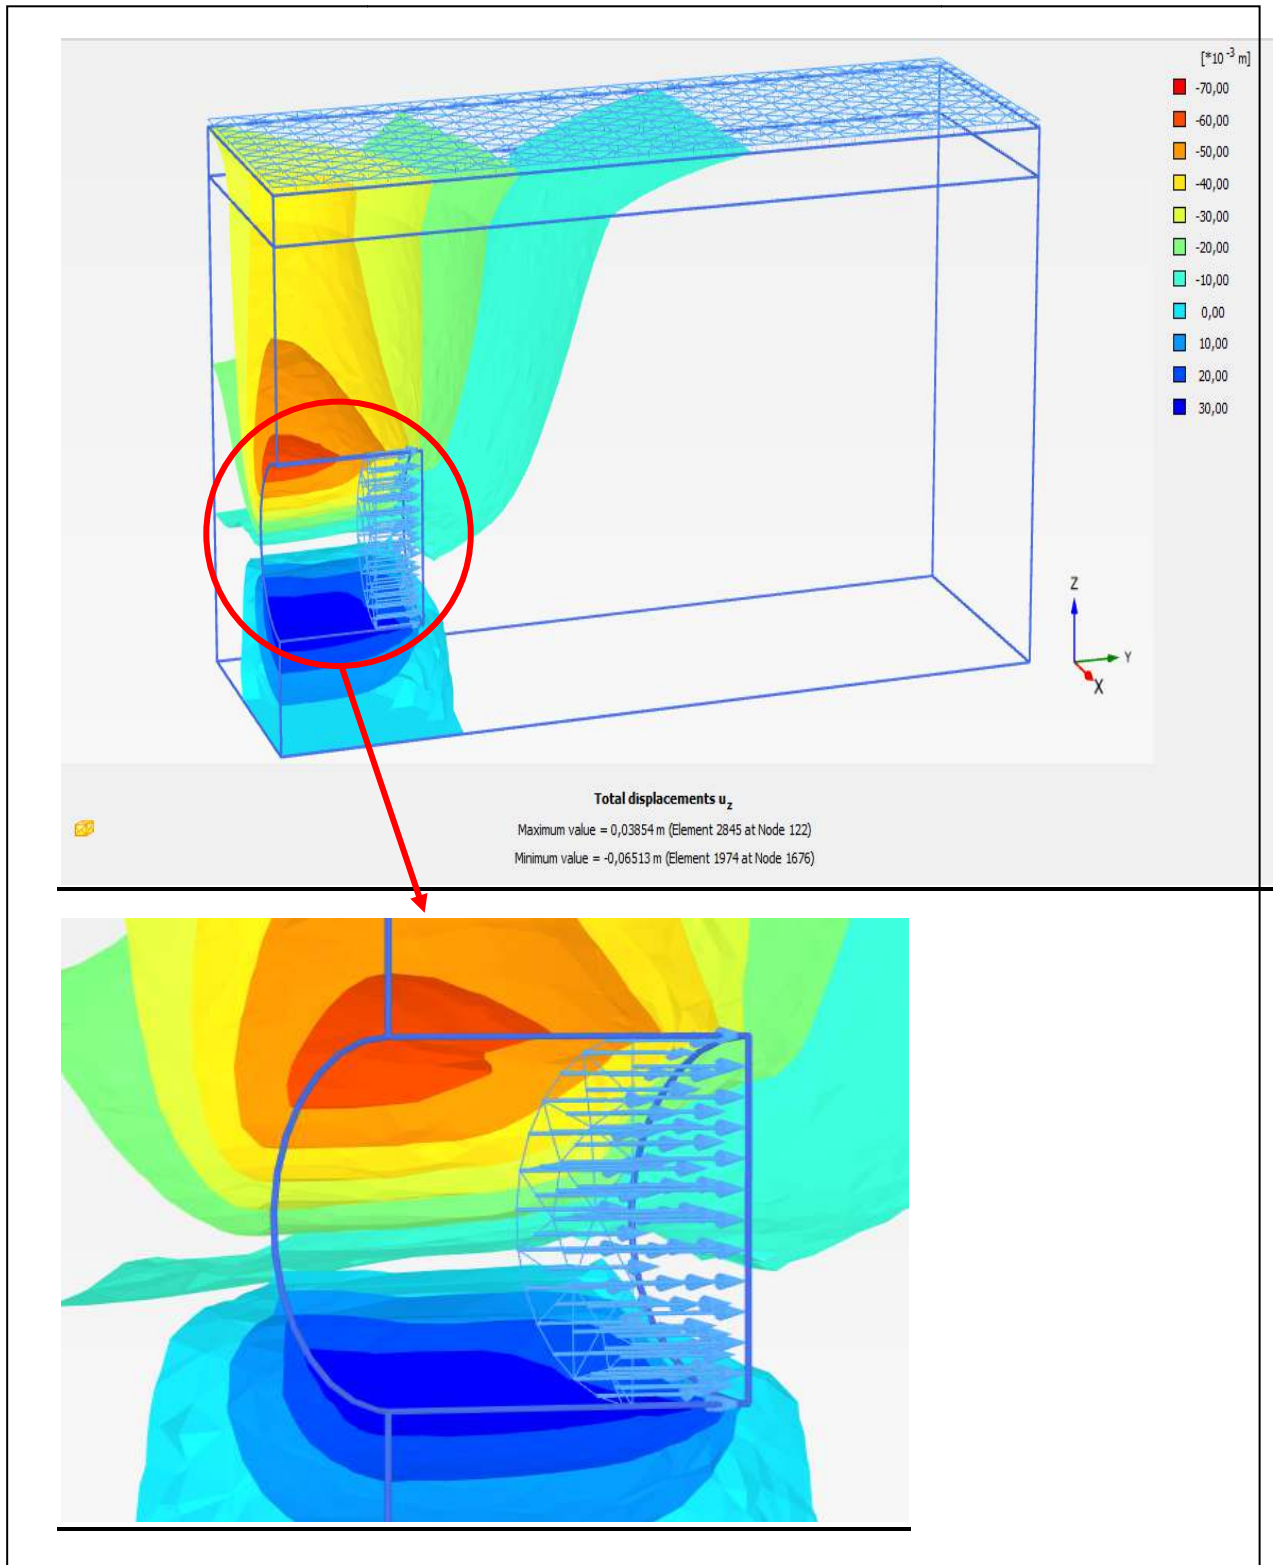 [*10 -3 m]
-70,00
-60,00
-50,00
-40,00
-30,00
-20,00
-10,00
0,00
10,00
20,00
30,00
Z
Y
X
Total displacements uz
Maximum value = 0,03854 m (Element 2845 at Node 122)
Minimum value = -0,06513 m (Element 1974 at Node 1676)